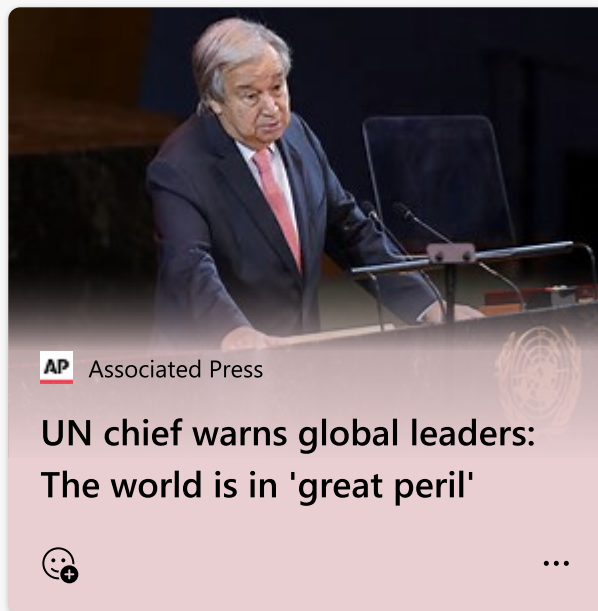 AP
Associated Press
UN chief warns global leaders:
The world is in 'great peril'